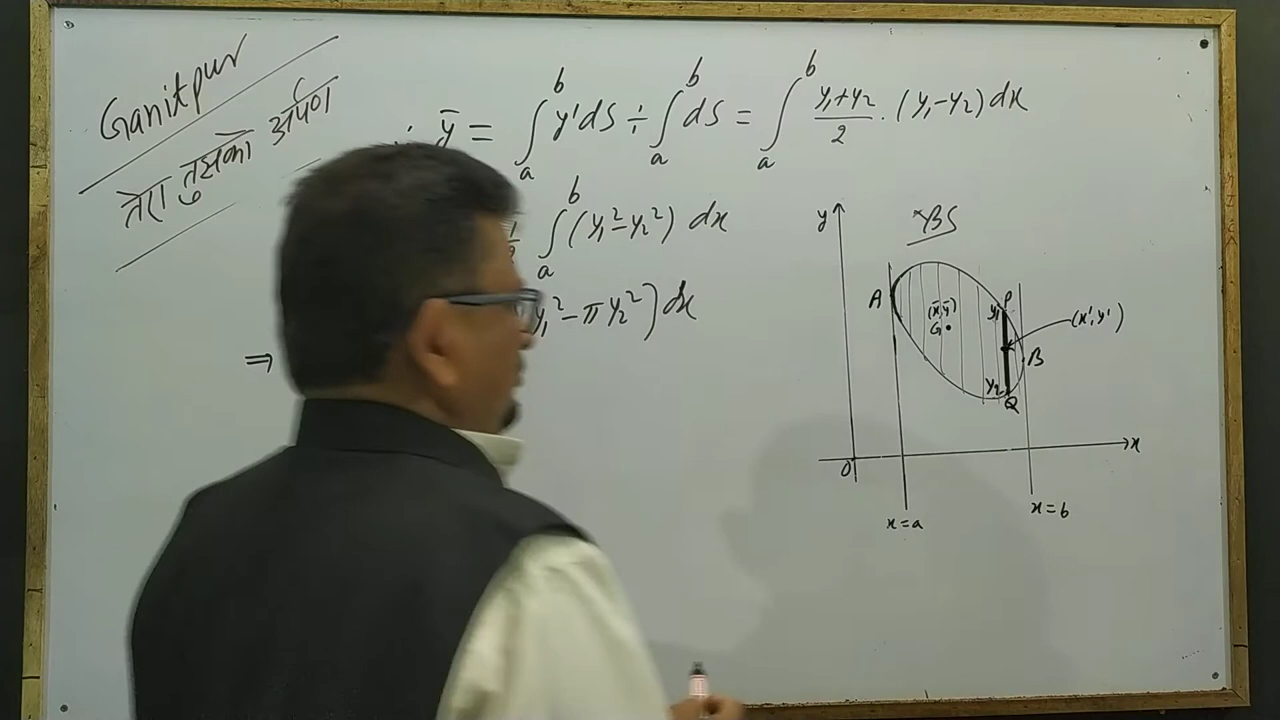 Ganitpur
तेरा तुझको अर्पण
∴ ȳ = ∫ₐᵇ y'ds ÷ ∫ₐᵇ ds = ∫ₐᵇ (y₁+y₂)/2 . (y₁-y₂) dx
∫ₐᵇ (y₁²-y₂²) dx
⇒ y₁² - πy₂²) dx
y
A
(x̄,ȳ)
G
P
y₁
(x',y')
B
y₂
Q
x
O
x=a
x=b